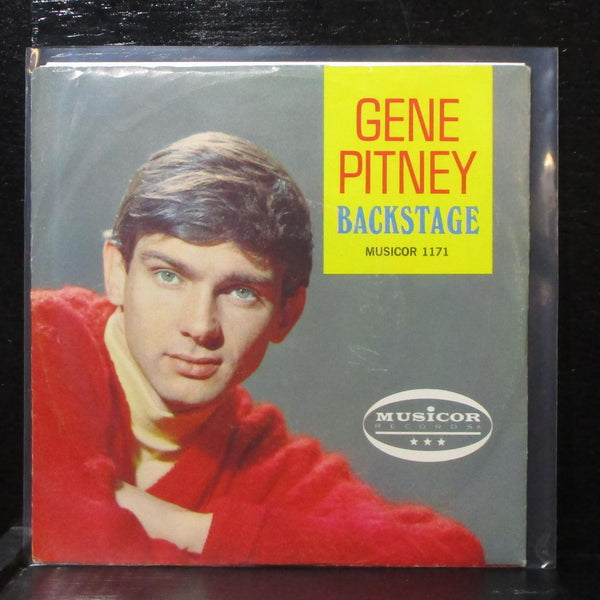 GENE
PITNEY
BACKSTAGE
MUSICOR 1171
MUSiCOR
RECORDS